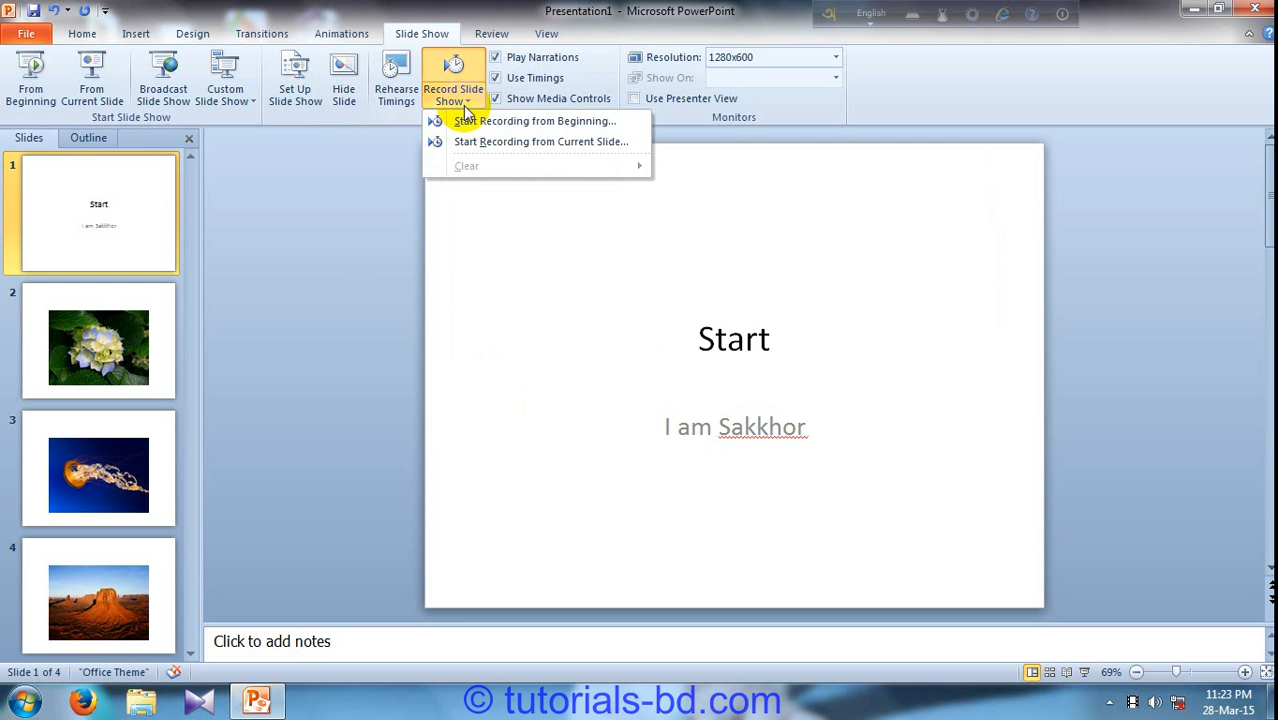 Presentation1 - Microsoft PowerPoint
English
File Home Insert Design Transitions Animations Slide Show Review View
From Beginning
From Current Slide
Broadcast Slide Show
Custom Slide Show
Set Up Slide Show
Hide Slide
Rehearse Timings
Record Slide Show
Play Narrations
Use Timings
Show Media Controls
Resolution: 1280x600
Show On:
Use Presenter View
Start Slide Show
Monitors
Start Recording from Beginning...
Start Recording from Current Slide...
Clear
Slides Outline
1
Start
I am Sakkhor
2
3
4
Start
I am Sakkhor
Click to add notes
Slide 1 of 4
"Office Theme"
69%
© tutorials-bd.com
11:23 PM
28-Mar-15